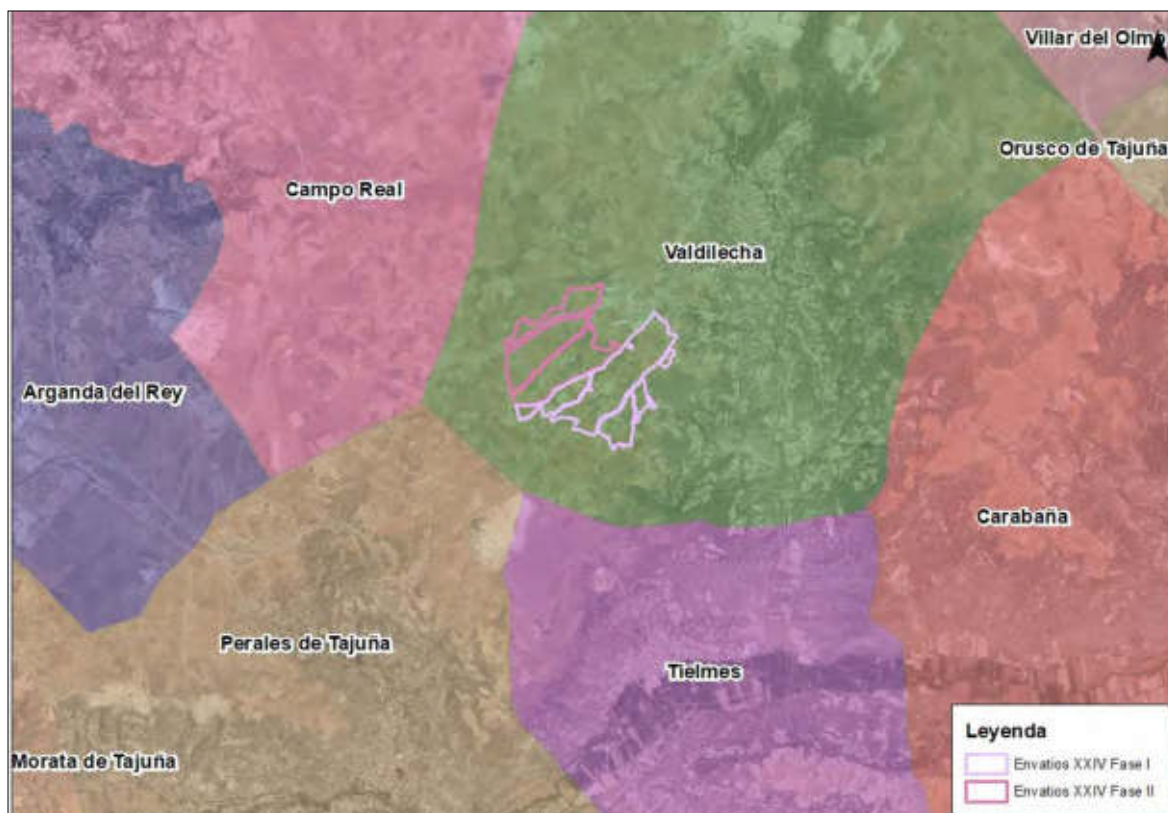 Villar del Olmo
Orusco de Tajuña
Campo Real
Valdilecha
Arganda del Rey
Carabaña
Perales de Tajuña
Tielmes
Morata de Tajuña
Leyenda
Envatios XXIV Fase I
Envatios XXIV Fase II